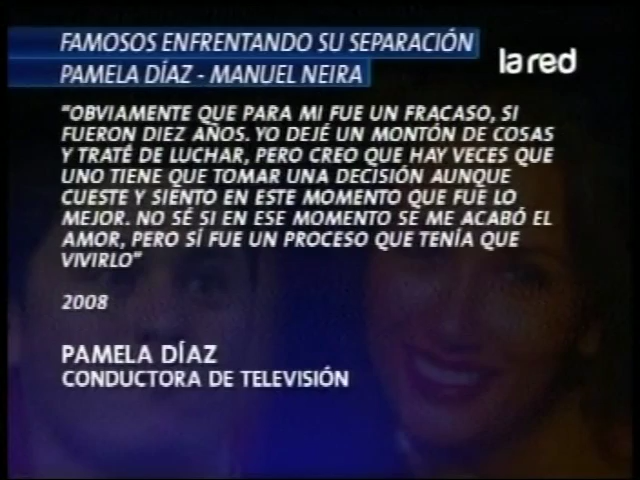 FAMOSOS ENFRENTANDO SU SEPARACIÓN
la red
PAMELA DÍAZ - MANUEL NEIRA
"OBVIAMENTE QUE PARA MI FUE UN FRACASO, SI
FUERON DIEZ AÑOS. YO DEJÉ UN MONTÓN DE COSAS
Y TRATÉ DE LUCHAR, PERO CREO QUE HAY VECES QUE
UNO TIENE QUE TOMAR UNA DECISIÓN AUNQUE
CUESTE Y SIENTO EN ESTE MOMENTO QUE FUE LO
MEJOR. NO SÉ SI EN ESE MOMENTO SE ME ACABÓ EL
AMOR, PERO SÍ FUE UN PROCESO QUE TENÍA QUE
VIVIRLO"
2008
PAMELA DÍAZ
CONDUCTORA DE TELEVISIÓN